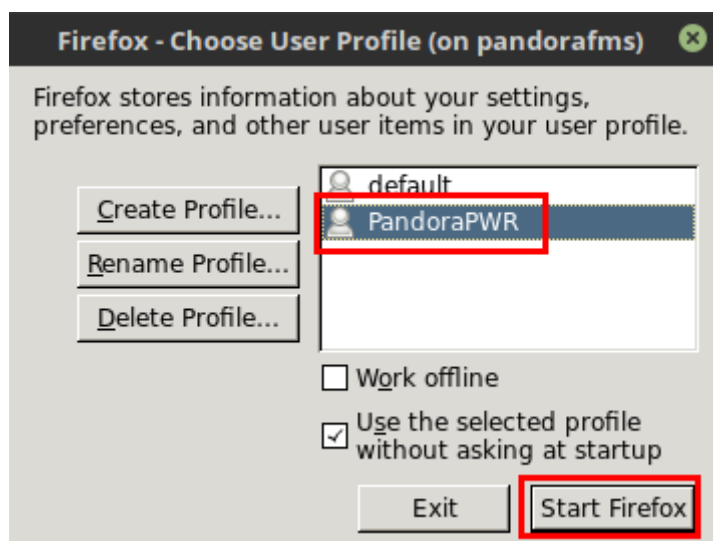 Firefox - Choose User Profile (on pandorafms)
Firefox stores information about your settings,
preferences, and other user items in your user profile.
Create Profile...
Rename Profile...
Delete Profile...
default
PandoraPWR
Work offline
Use the selected profile
without asking at startup
Exit
Start Firefox